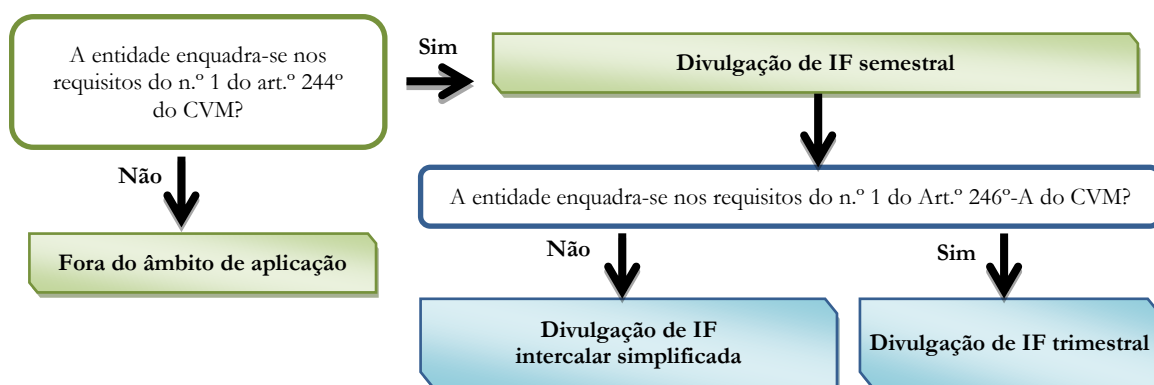 A entidade enquadra-se nos
requisitos do n.º 1 do art.º 244º
do CVM?
Sim
Divulgação de IF semestral
Não
Fora do âmbito de aplicação
A entidade enquadra-se nos requisitos do n.º 1 do Art.º 246º-A do CVM?
Não
Sim
Divulgação de IF
intercalar simplificada
Divulgação de IF trimestral